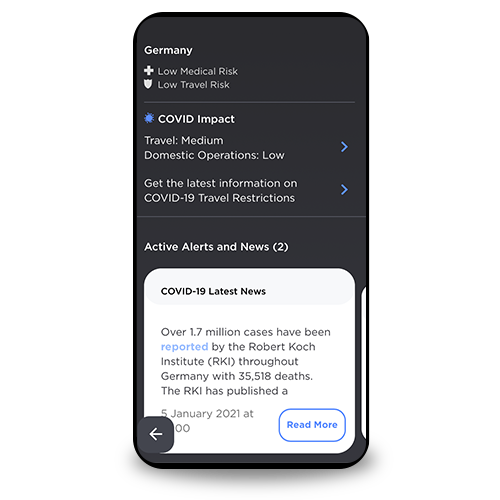 Germany
Low Medical Risk
Low Travel Risk
COVID Impact
Travel: Medium
Domestic Operations: Low
Get the latest information on
COVID-19 Travel Restrictions
Active Alerts and News (2)
COVID-19 Latest News
Over 1.7 million cases have been
reported by the Robert Koch
Institute (RKI) throughout
Germany with 35,518 deaths.
The RKI has published a
5 January 2021 at
00
Read More